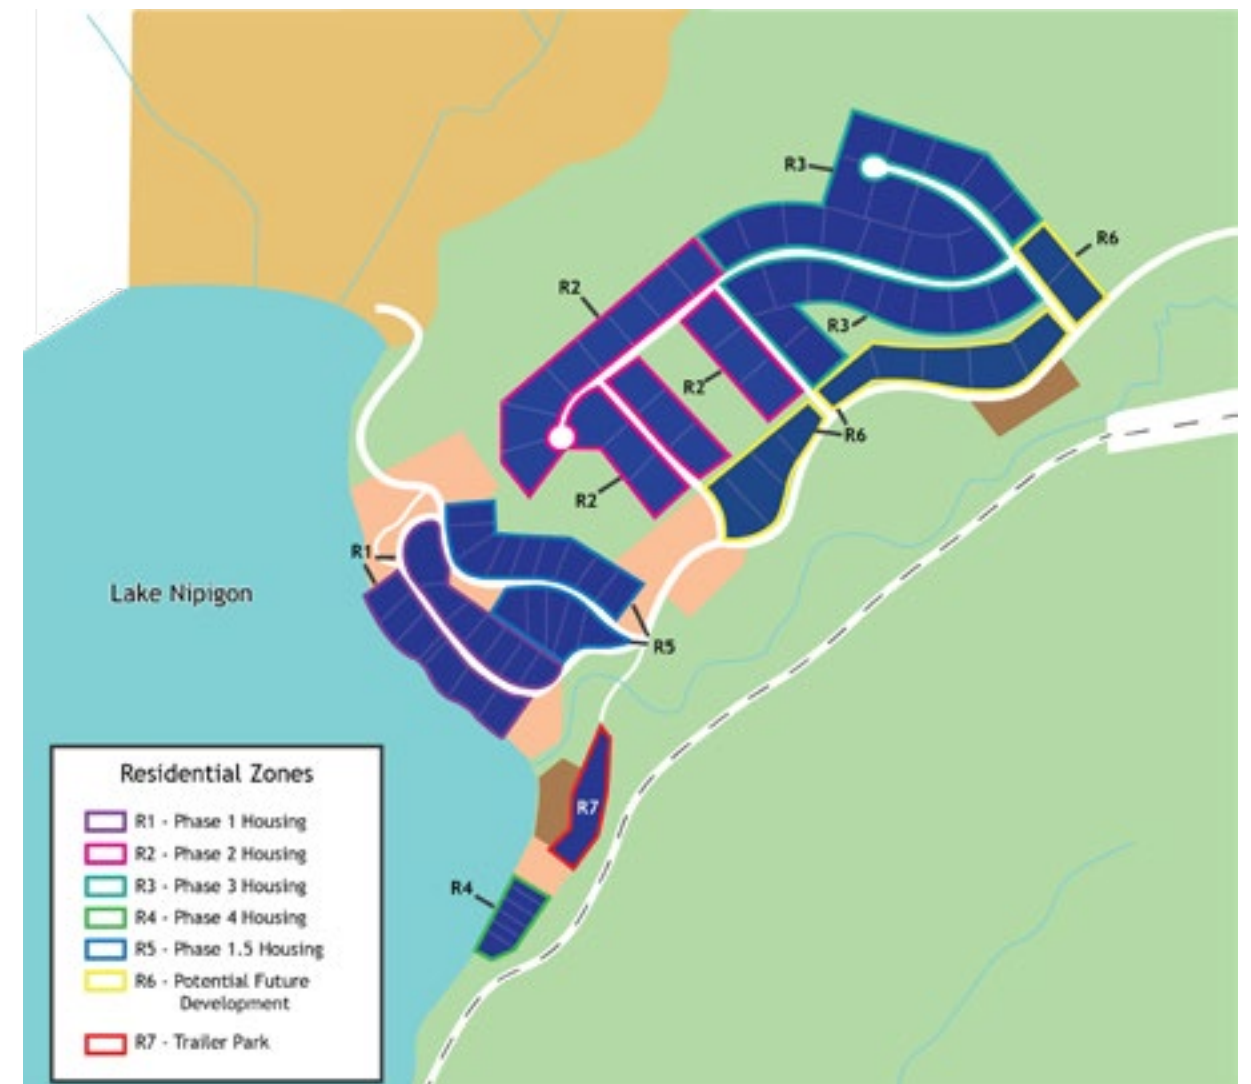 R3
R6
R2
R3
R2
R6
R2
R1
Lake Nipigon
R5
R7
R4
Residential Zones
R1 - Phase 1 Housing
R2 - Phase 2 Housing
R3 - Phase 3 Housing
R4 - Phase 4 Housing
R5 - Phase 1.5 Housing
R6 - Potential Future
Development
R7 - Trailer Park